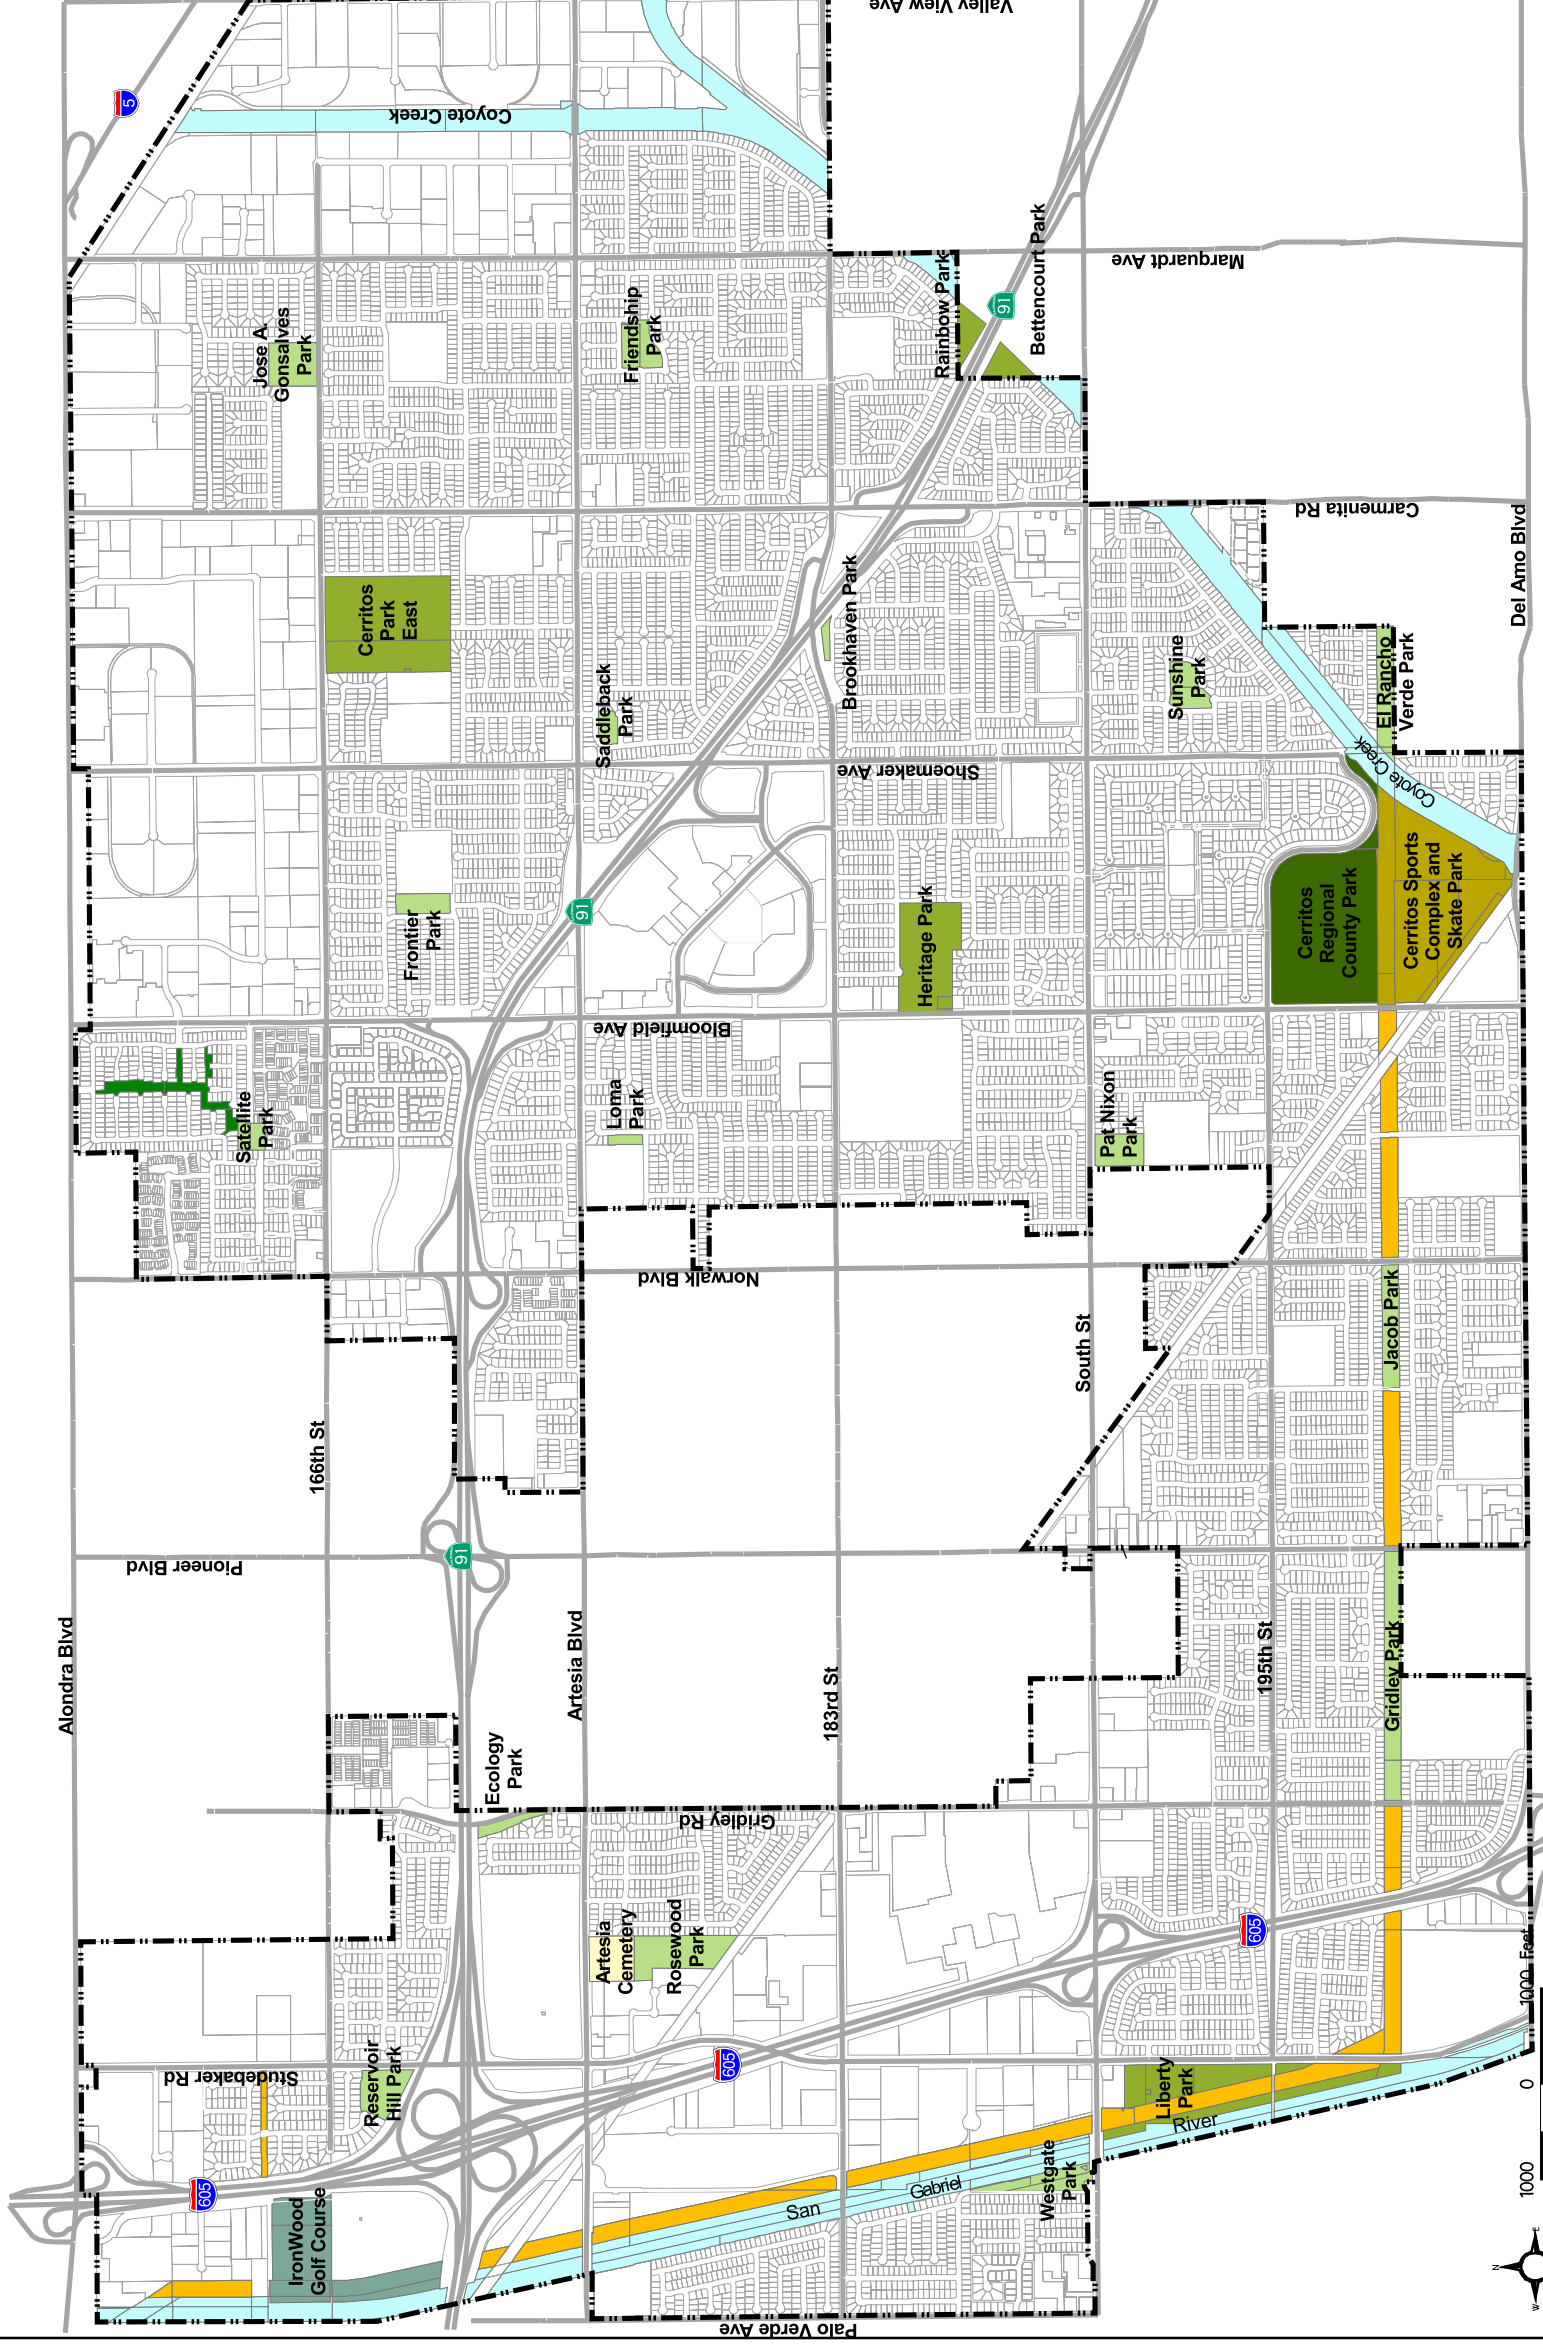 Valley View Ave
5
Coyote Creek
Marquardt Ave
Bettencourt Park
Rainbow Park
91
Jose A.
Gonsalves
Park
Friendship
Park
Carmenita Rd
Del Amo Blvd
Cerritos
Park
East
Brookhaven Park
Saddleback
Park
Sunshine
Park
El Rancho
Verde Park
Shoemaker Ave
Coyote Creek
Frontier
Park
91
Heritage Park
Cerritos
Regional
County Park
Cerritos Sports
Complex and
Skate Park
Bloomfield Ave
Satellite
Park
Loma
Park
Pat Nixon
Park
Norwalk Blvd
Jacob Park
South St
166th St
91
Pioneer Blvd
Alondra Blvd
Artesia Blvd
183rd St
195th St
Gridley Park
Ecology
Park
Gridley Rd
Artesia
Cemetery
Rosewood
Park
605
Studebaker Rd
Reservoir
Hill Park
605
Liberty
Park
River
Westgate
Park
605
IronWood
Golf Course
San
Gabriel
Palo Verde Ave
1000
0
1000 Feet
N
E
W